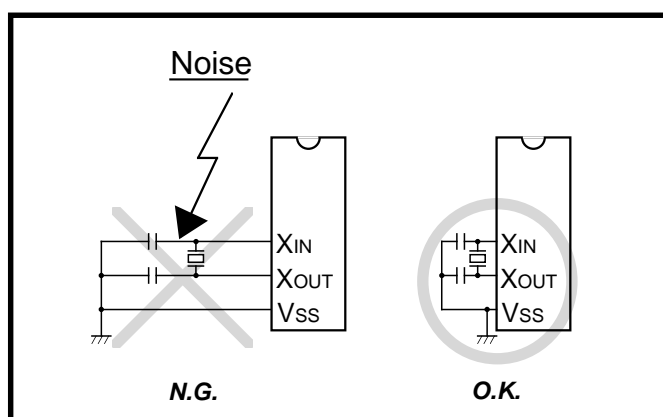 Noise
XIN
XOUT
VSS
N.G.
XIN
XOUT
VSS
O.K.